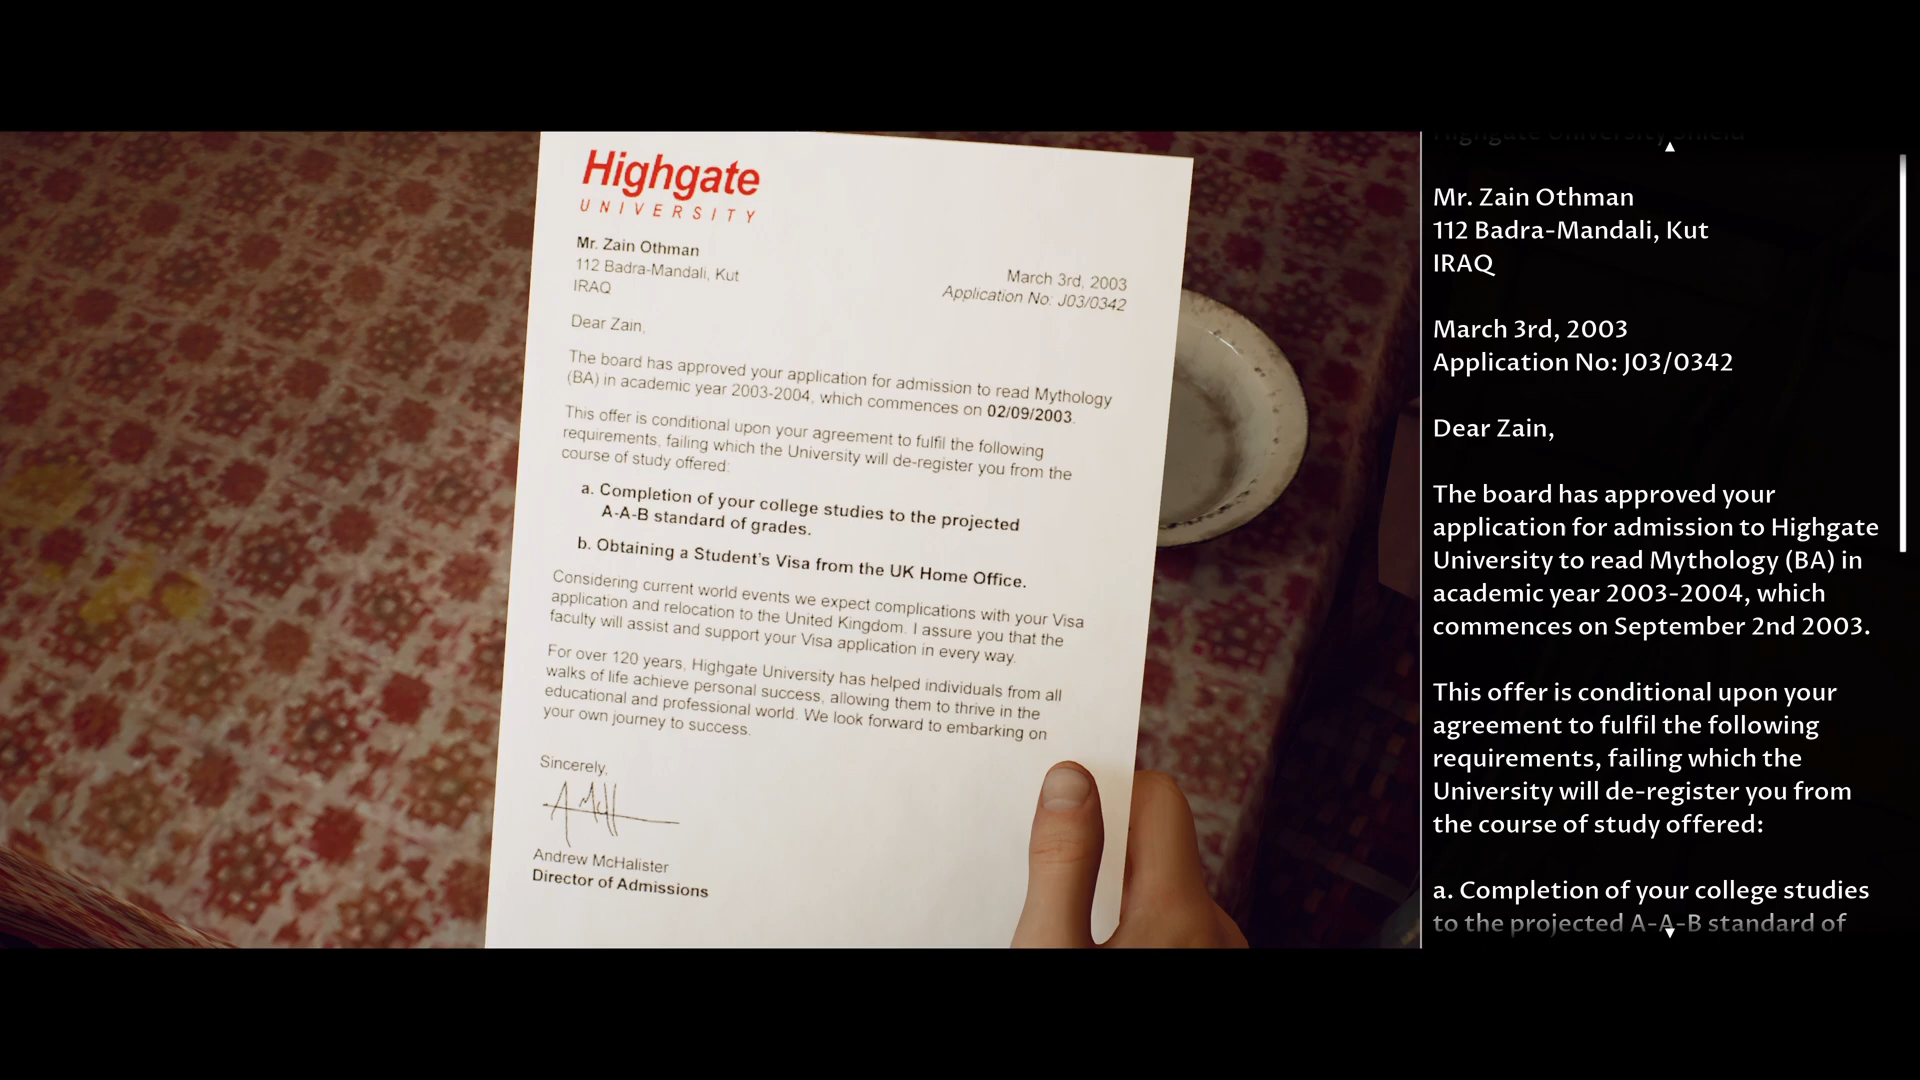 Highgate
UNIVERSITY
Mr. Zain Othman
112 Badra-Mandali, Kut
IRAQ
March 3rd, 2003
Application No: J03/0342
Dear Zain,
The board has approved your application for admission to read Mythology
(BA) in academic year 2003-2004, which commences on 02/09/2003.
This offer is conditional upon your agreement to fulfil the following
requirements, failing which the University will de-register you from the
course of study offered:
a. Completion of your college studies to the projected
A-A-B standard of grades.
b. Obtaining a Student's Visa from the UK Home Office.
Considering current world events we expect complications with your Visa
application and relocation to the United Kingdom. I assure you that the
faculty will assist and support your Visa application in every way.
For over 120 years, Highgate University has helped individuals from all
walks of life achieve personal success, allowing them to thrive in the
educational and professional world. We look forward to embarking on
your own journey to success.
Sincerely,
Andrew McHalister
Director of Admissions
Highgate University Shield
Mr. Zain Othman
112 Badra-Mandali, Kut
IRAQ
March 3rd, 2003
Application No: J03/0342
Dear Zain,
The board has approved your
application for admission to Highgate
University to read Mythology (BA) in
academic year 2003-2004, which
commences on September 2nd 2003.
This offer is conditional upon your
agreement to fulfil the following
requirements, failing which the
University will de-register you from
the course of study offered:
a. Completion of your college studies
to the projected A-A-B standard of